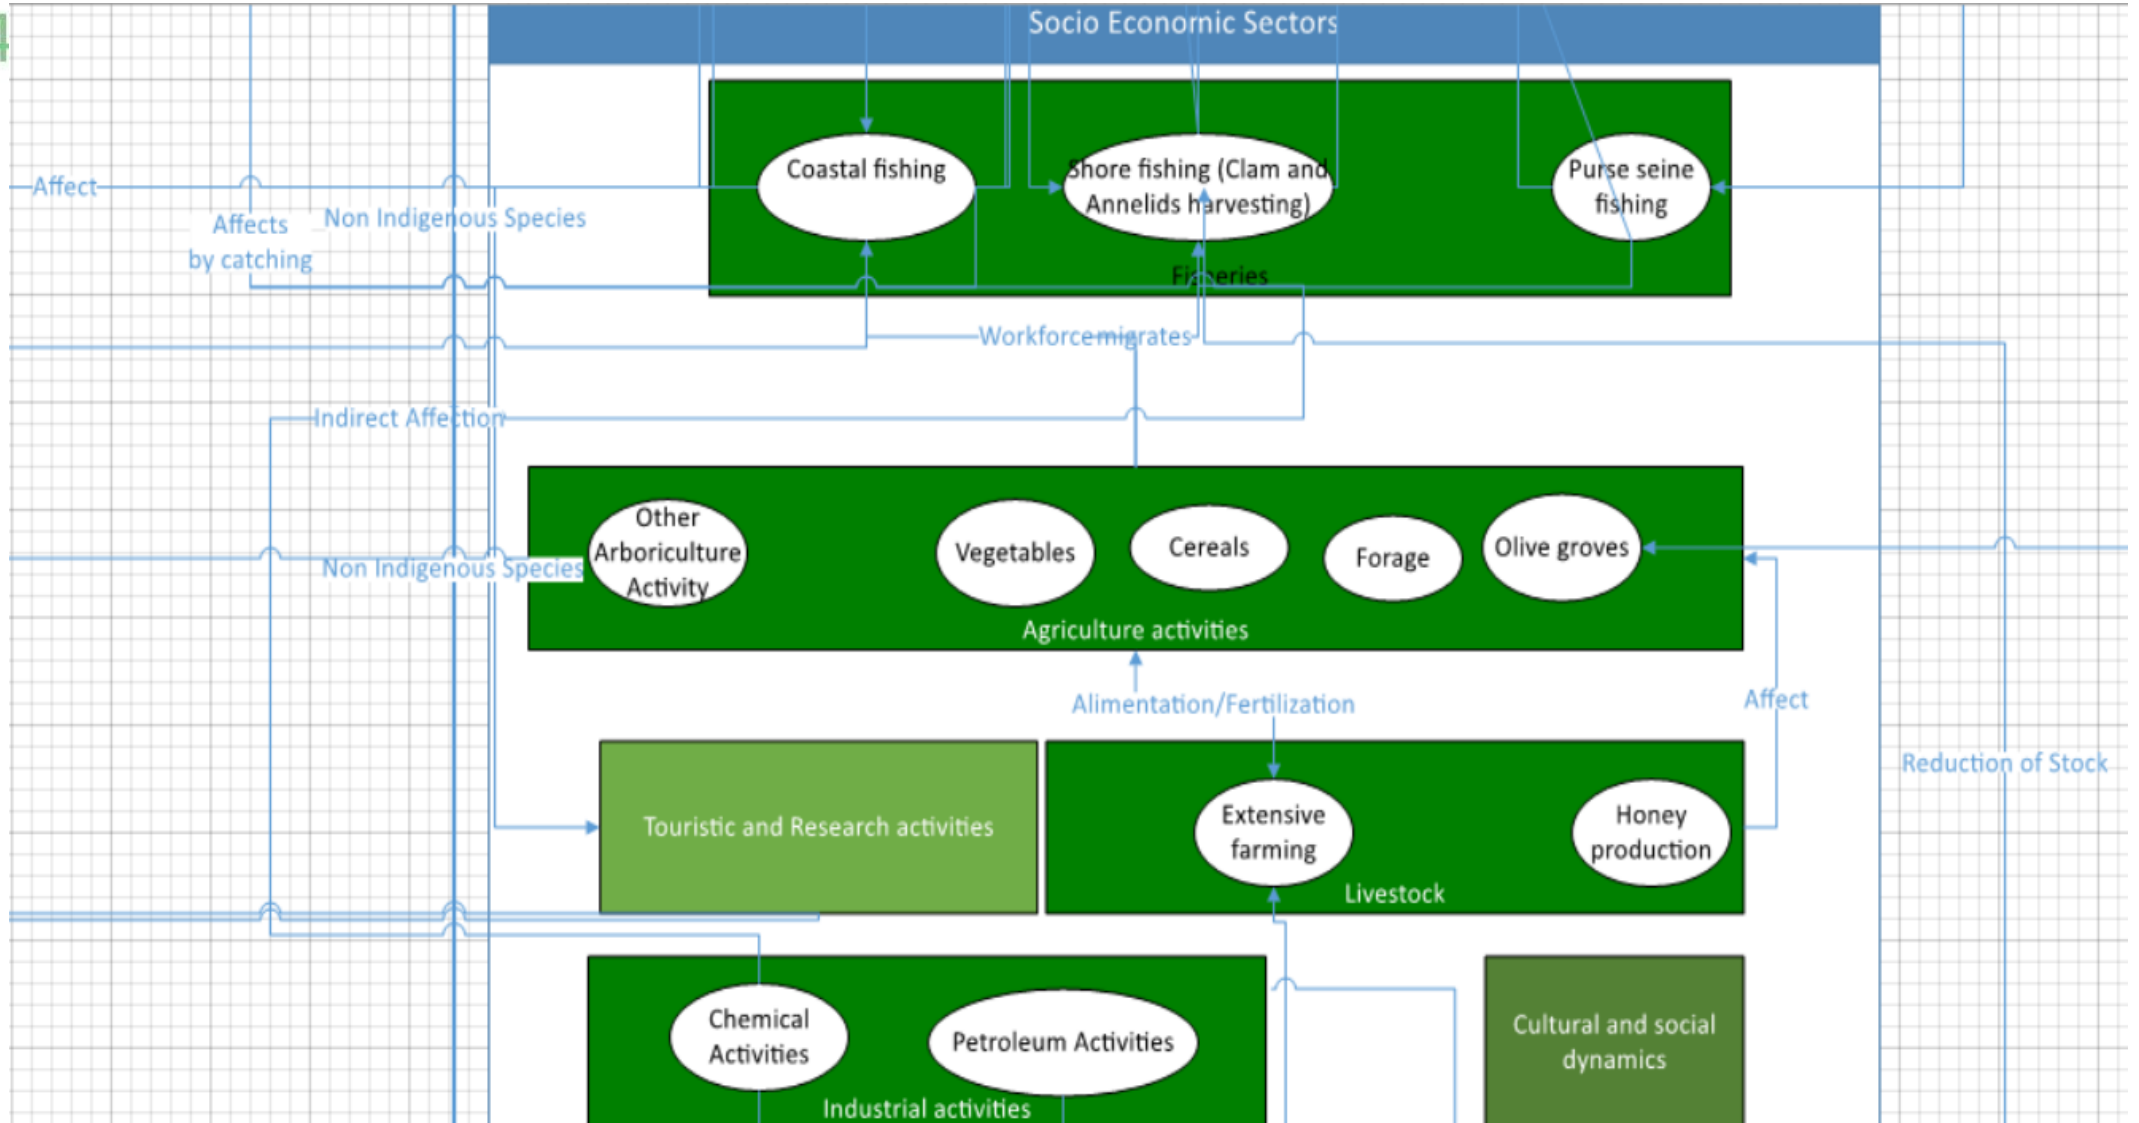 Socio Economic Sectors
Coastal fishing
Shore fishing (Clam and
Annelids harvesting)
Purse seine
fishing
Affect
Non Indigenous Species
Affects
by catching
Fisheries
Workforce migrates
Indirect Affection
Other
Arboriculture
Activity
Vegetables
Cereals
Forage
Olive groves
Non Indigenous Species
Agriculture activities
Alimentation/Fertilization
Affect
Reduction of Stock
Touristic and Research activities
Extensive
farming
Honey
production
Livestock
Chemical
Activities
Petroleum Activities
Cultural and social
dynamics
Industrial activities